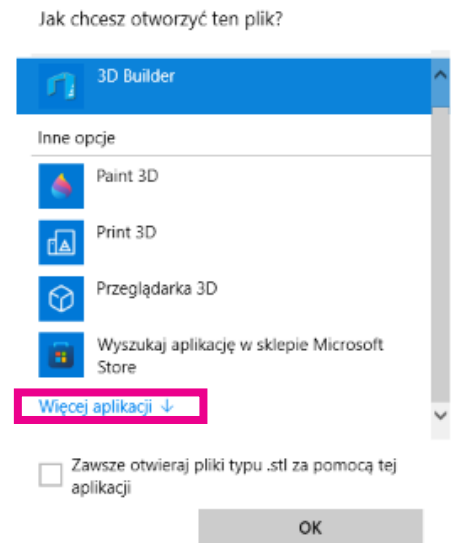 Jak chcesz otworzyć ten plik?
3D Builder
Inne opcje
Paint 3D
Print 3D
Przeglądarka 3D
Wyszukaj aplikację w sklepie Microsoft
Store
Więcej aplikacji ↓
Zawsze otwieraj pliki typu .stl za pomocą tej
aplikacji
OK